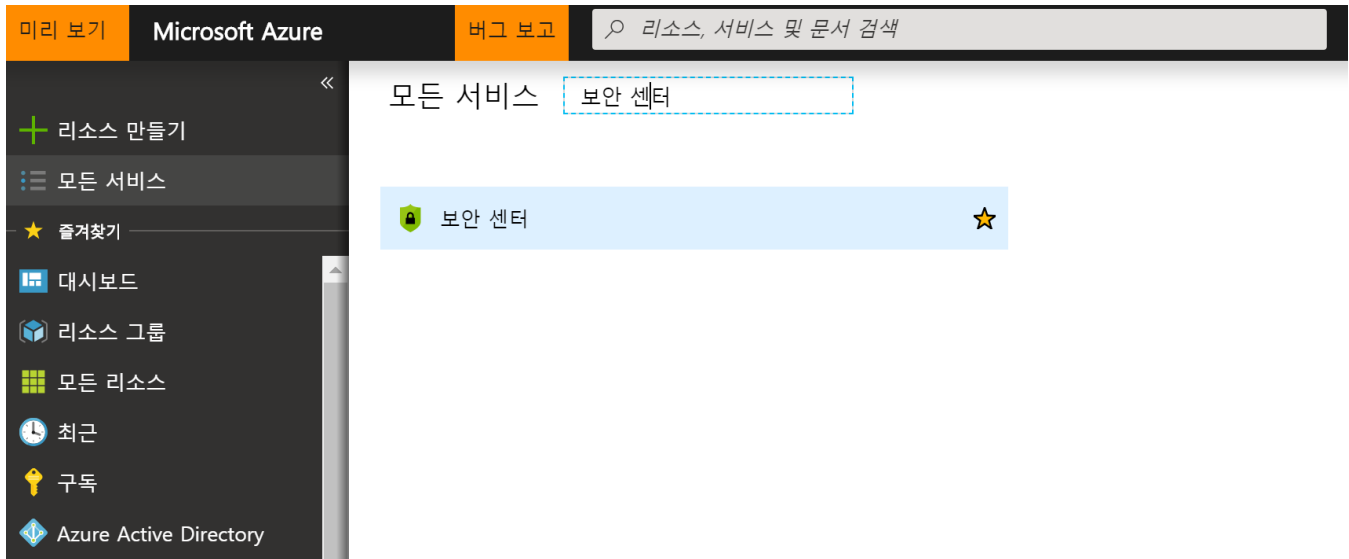 미리 보기 Microsoft Azure 버그 보고 리소스, 서비스 및 문서 검색
«
리소스 만들기
모든 서비스
즐겨찾기
대시보드
리소스 그룹
모든 리소스
최근
구독
Azure Active Directory
모든 서비스 보안 센터
보안 센터